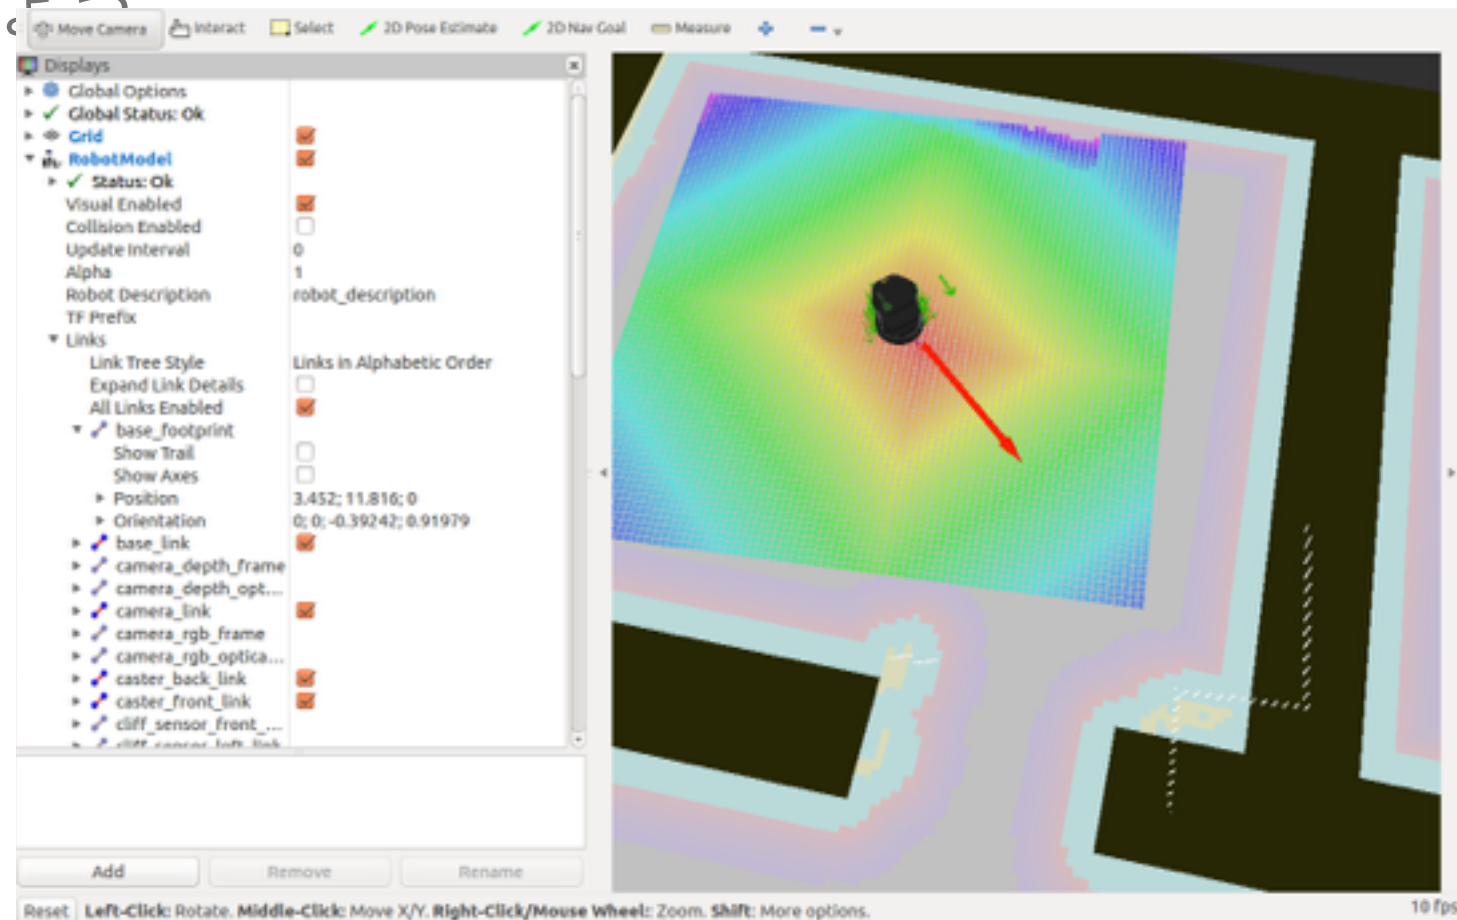 Move Camera Interact Select 2D Pose Estimate 2D Nav Goal Measure
Displays
Global Options
Global Status: Ok
Grid
RobotModel
Status: Ok
Visual Enabled
Collision Enabled
Update Interval 0
Alpha 1
Robot Description robot_description
TF Prefix
Links
Link Tree Style Links in Alphabetic Order
Expand Link Details
All Links Enabled
base_footprint
Show Trail
Show Axes
Position 3.452; 11.816; 0
Orientation 0; 0; -0.39242; 0.91979
base_link
camera_depth_frame
camera_depth_opt...
camera_link
camera_rgb_frame
camera_rgb_optica...
caster_back_link
caster_front_link
cliff_sensor_front_...
cliff_sensor_left_link
Add Remove Rename
Reset Left-Click: Rotate. Middle-Click: Move X/Y. Right-Click/Mouse Wheel: Zoom. Shift: More options. 10 fps